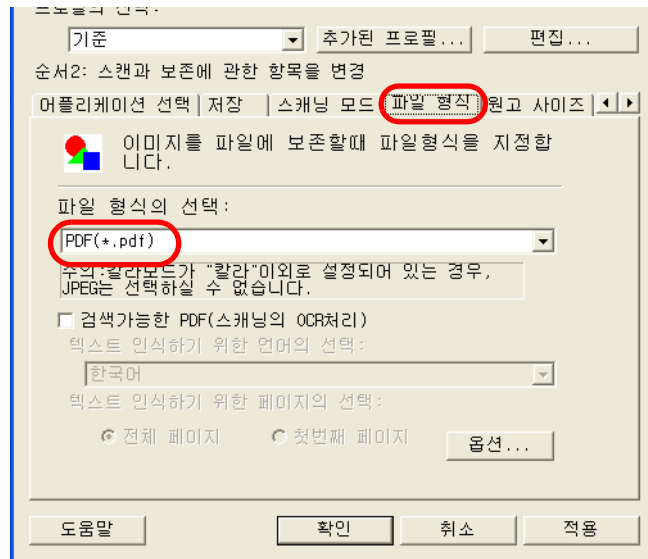 프로필의 선택:
기준
추가된 프로필...
편집...
순서2: 스캔과 보존에 관한 항목을 변경
어플리케이션 선택
저장
스캐닝 모드
파일 형식
원고 사이즈
이미지를 파일에 보존할때 파일형식을 지정합
니다.
파일 형식의 선택:
PDF(*.pdf)
주의:칼라모드가 "칼라"이외로 설정되어 있는 경우,
JPEG는 선택하실 수 없습니다.
검색가능한 PDF(스캐닝의 OCR처리)
텍스트 인식하기 위한 언어의 선택:
한국어
텍스트 인식하기 위한 페이지의 선택:
전체 페이지
첫번째 페이지
옵션...
도움말
확인
취소
적용